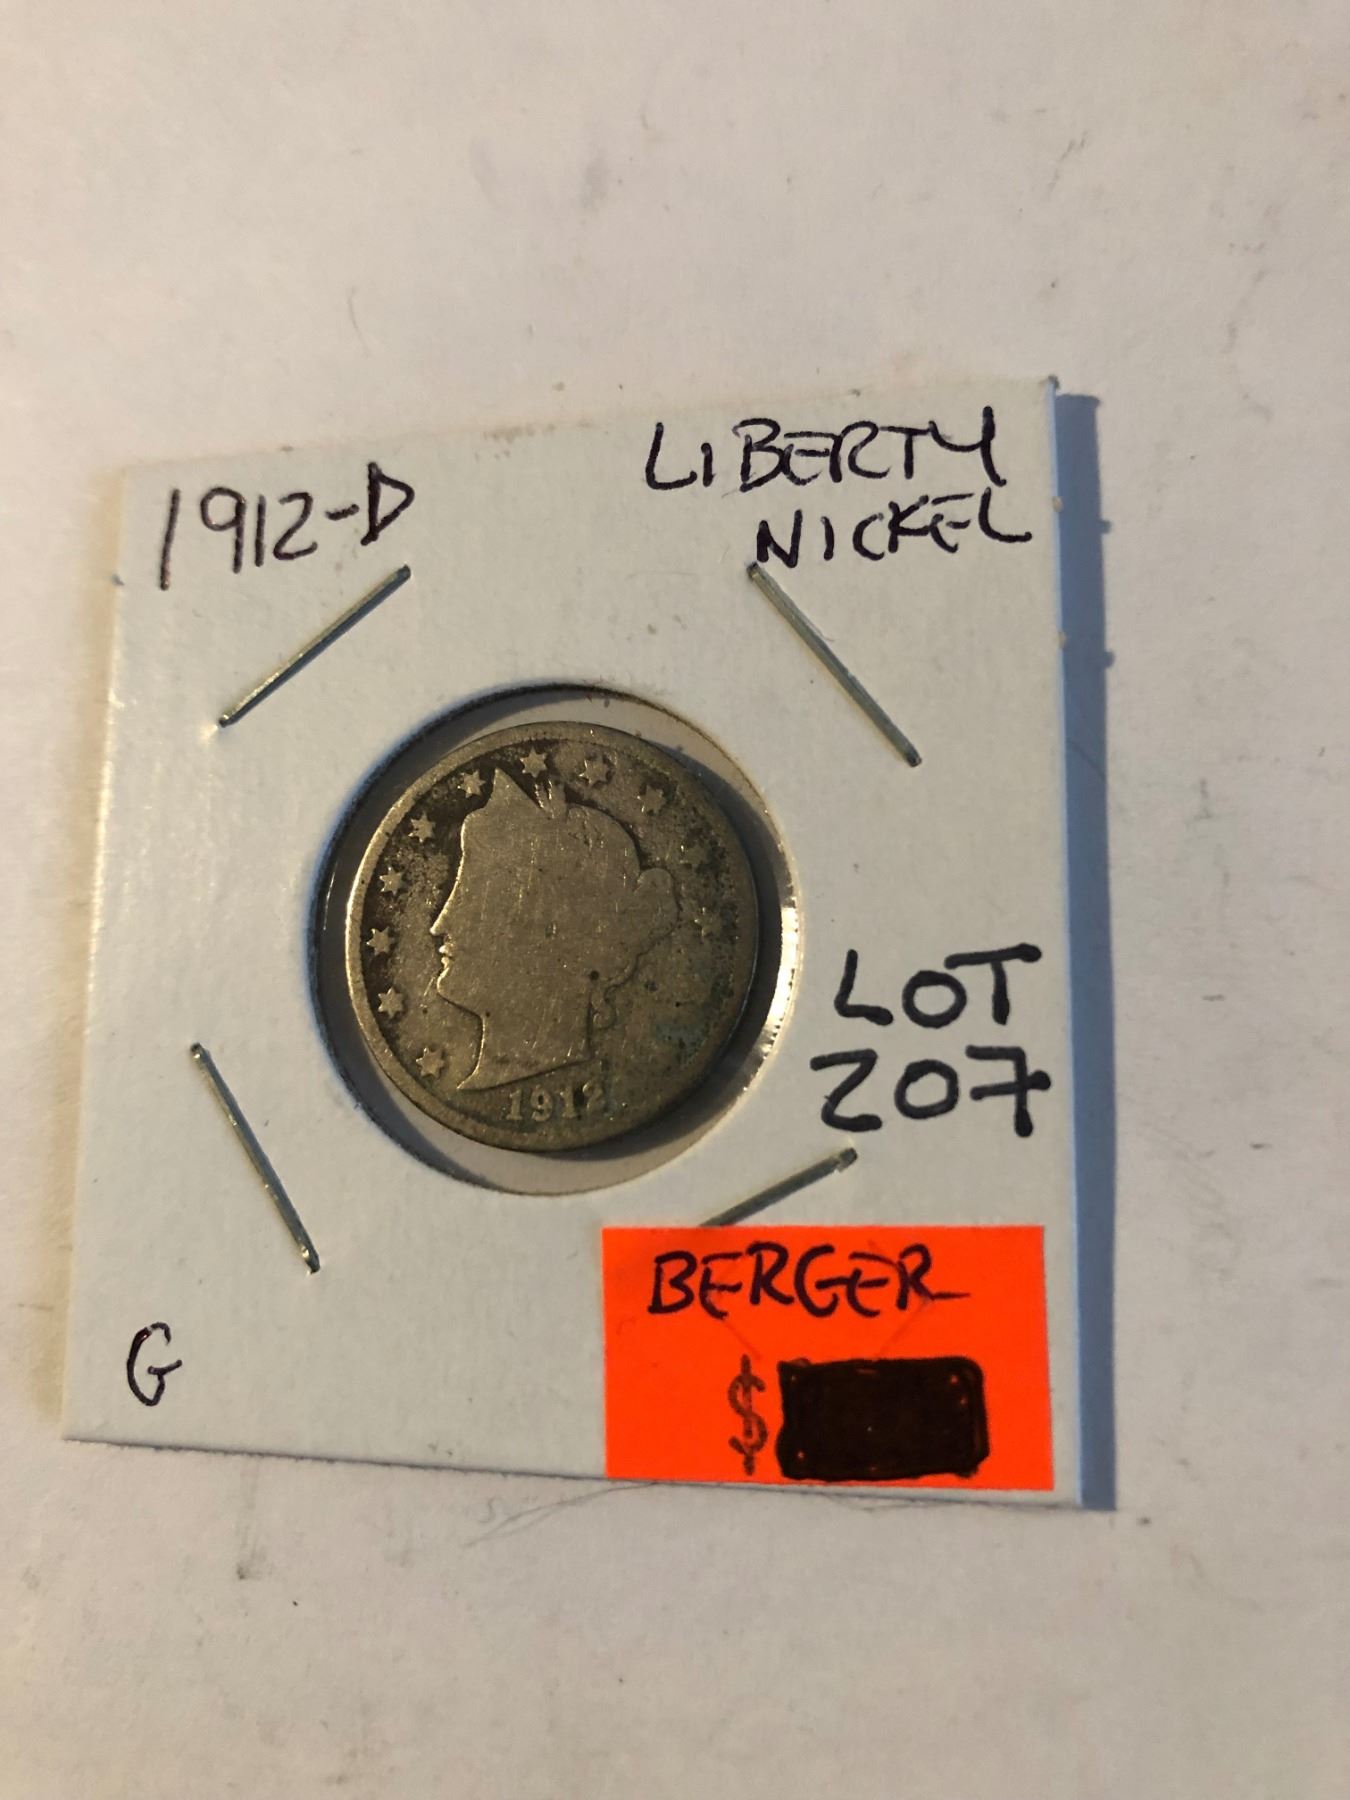 1912-D
LIBERTY
NICKEL
1912
LOT
207
BERGER
$
G